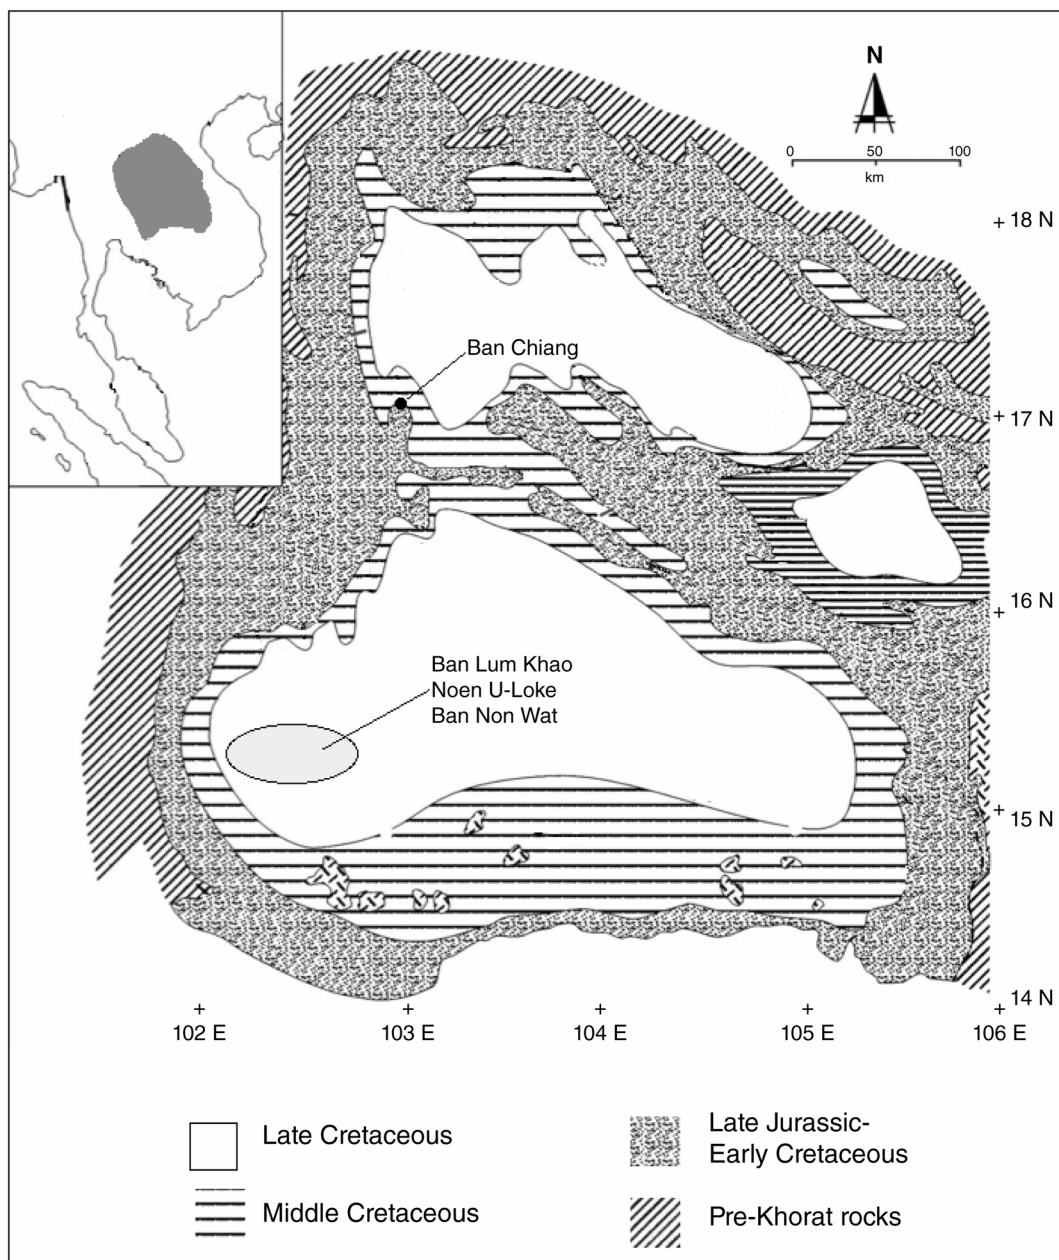 N
0 50 100
km
18 N
Ban Chiang
17 N
16 N
Ban Lum Khao
Noen U-Loke
Ban Non Wat
15 N
14 N
102 E 103 E 104 E 105 E 106 E
Late Cretaceous
Middle Cretaceous
Late Jurassic-
Early Cretaceous
Pre-Khorat rocks